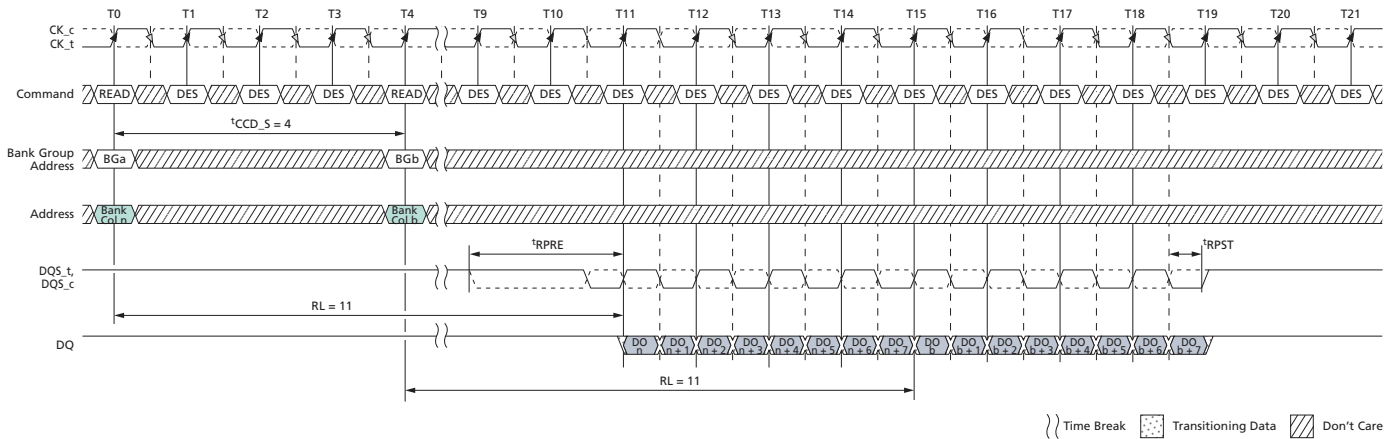 T0 T1 T2 T3 T4 T9 T10 T11 T12 T13 T14 T15 T16 T17 T18 T19 T20 T21
CK_c
CK_t
Command READ DES DES DES READ DES DES DES DES DES DES DES DES DES DES DES DES DES
tCCD_S = 4
Bank Group
Address
BGa BGb
Address
Bank
Col n
Bank
Col b
tRPRE tRPST
DQS_t,
DQS_c
RL = 11
DQ
DO
n
DO
n + 1
DO
n + 2
DO
n + 3
DO
n + 4
DO
n + 5
DO
n + 6
DO
n + 7
DO
b
DO
b + 1
DO
b + 2
DO
b + 3
DO
b + 4
DO
b + 5
DO
b + 6
DO
b + 7
RL = 11
Time Break Transitioning Data Don't Care